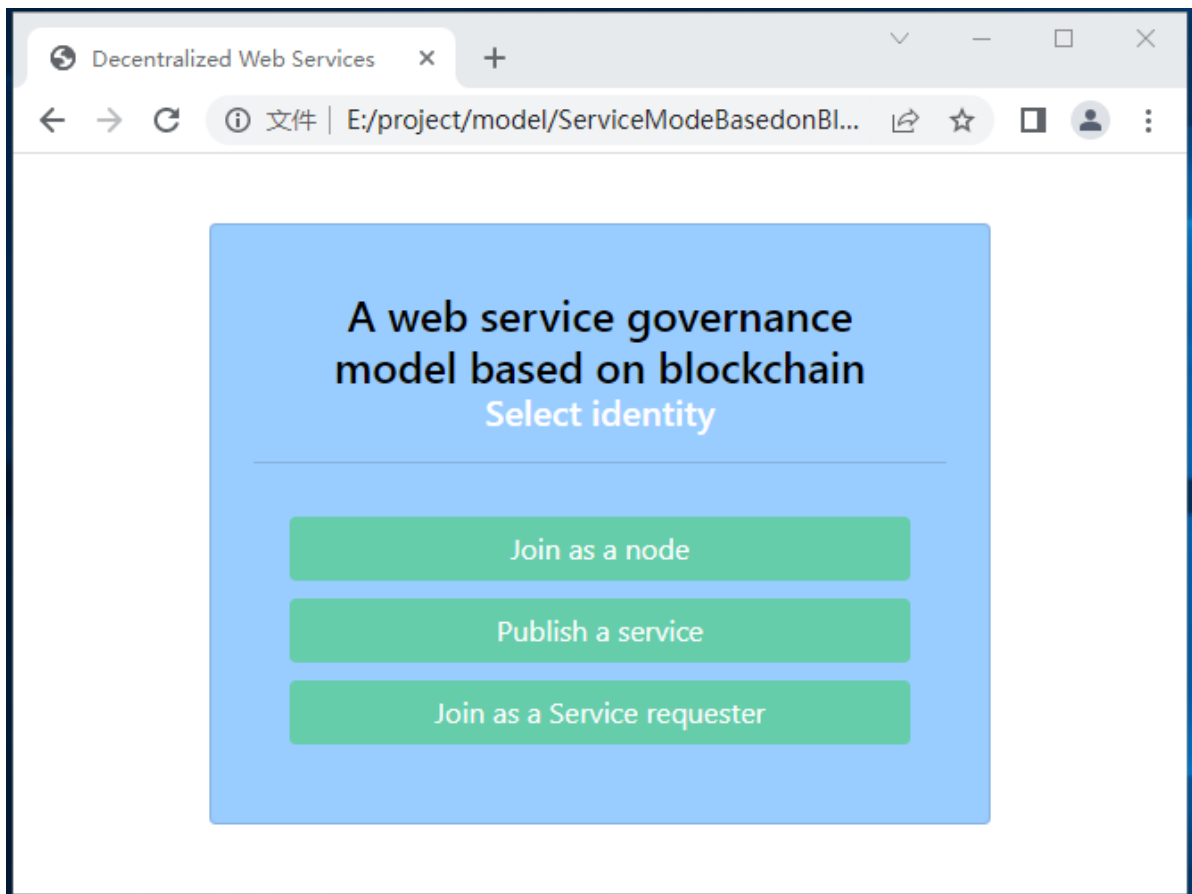 Decentralized Web Services
文件 E:/project/model/ServiceModeBasedonBl...
A web service governance
model based on blockchain
Select identity
Join as a node
Publish a service
Join as a Service requester